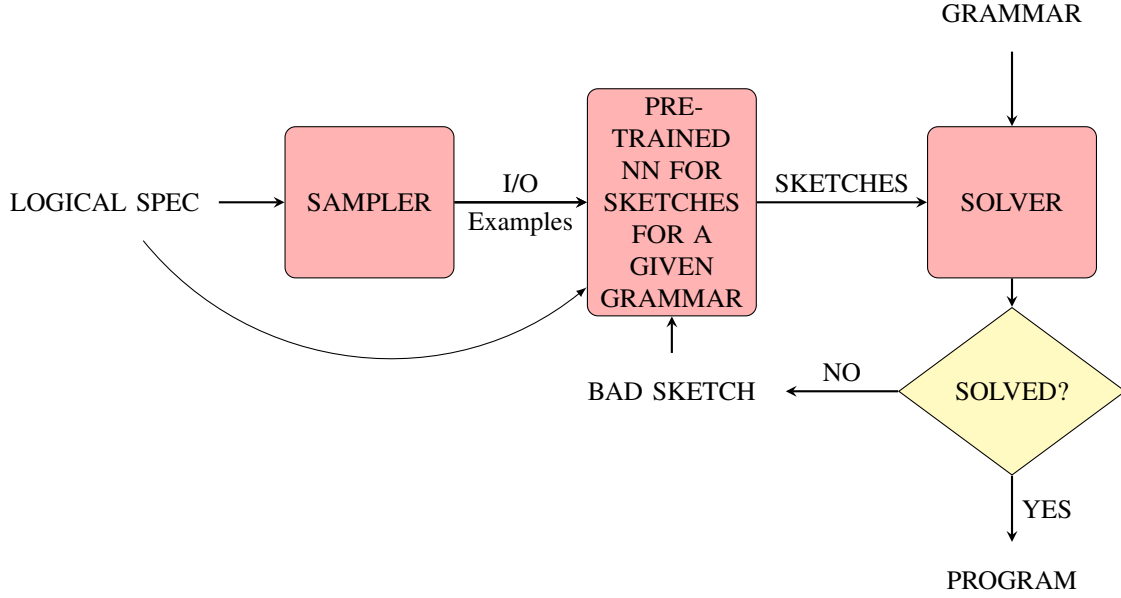 GRAMMAR
PRE-
TRAINED
NN FOR
SKETCHES
FOR A
GIVEN
GRAMMAR
LOGICAL SPEC
SAMPLER
I/O
Examples
SKETCHES
SOLVER
BAD SKETCH
NO
SOLVED?
YES
PROGRAM